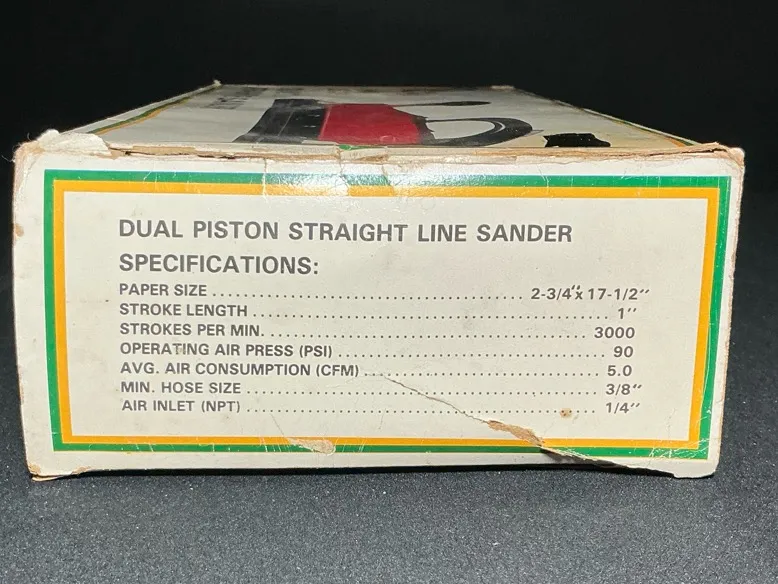 DUAL PISTON STRAIGHT LINE SANDER
SPECIFICATIONS:
PAPER SIZE ........................................ 2-3/4"x 17-1/2"
STROKE LENGTH ........................................ 1"
STROKES PER MIN. ........................................ 3000
OPERATING AIR PRESS (PSI) ........................................ 90
AVG. AIR CONSUMPTION (CFM) ........................................ 5.0
MIN. HOSE SIZE ........................................ 3/8"
AIR INLET (NPT) ........................................ 1/4"